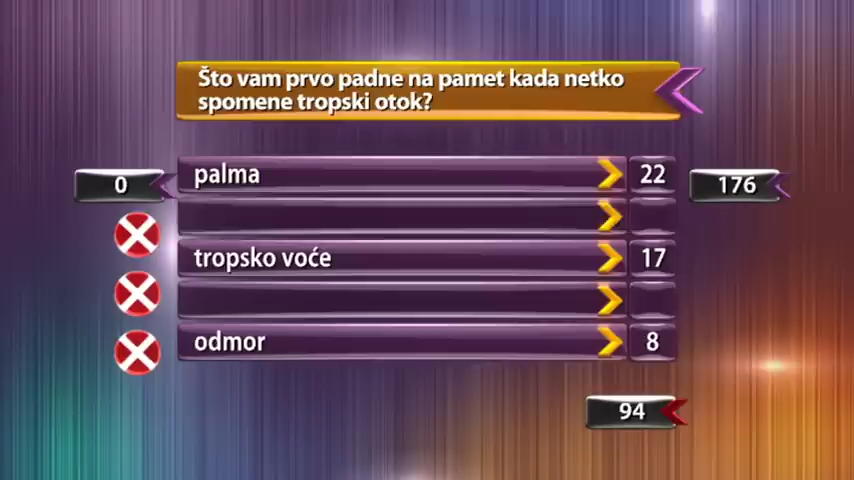 Što vam prvo padne na pamet kada netko
spomene tropski otok?
palma 22
0
176
tropsko voće 17
odmor 8
94